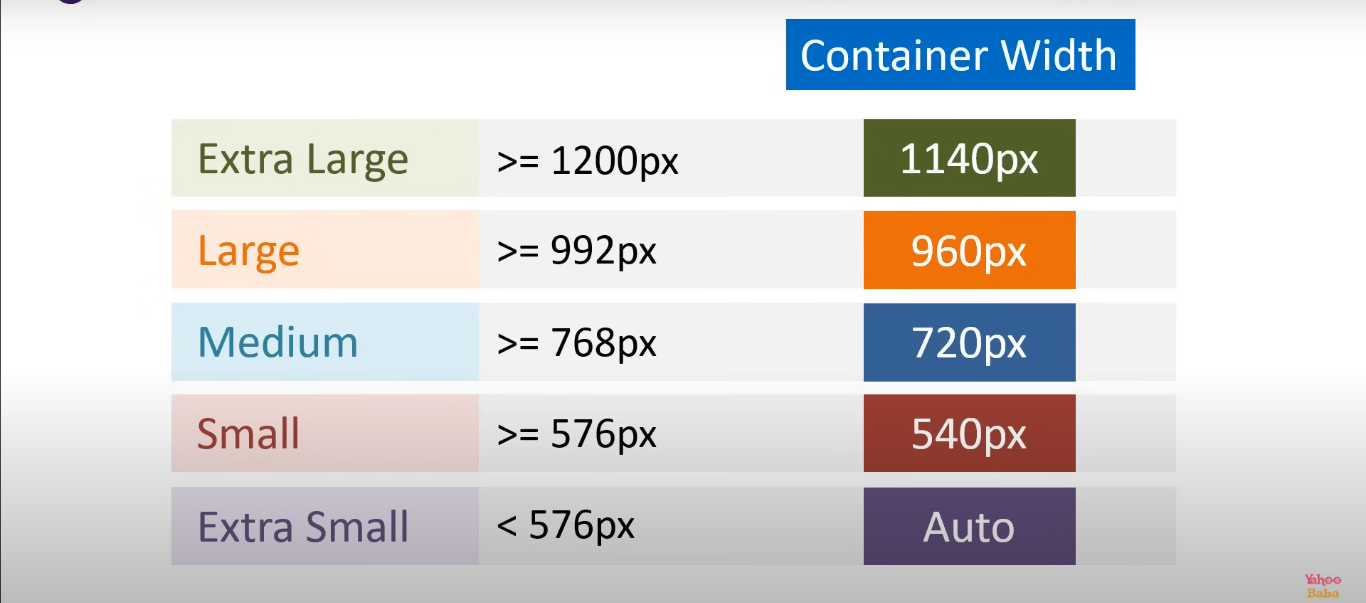 Container Width
Extra Large >= 1200px 1140px
Large >= 992px 960px
Medium >= 768px 720px
Small >= 576px 540px
Extra Small < 576px Auto
Yahoo
Baba